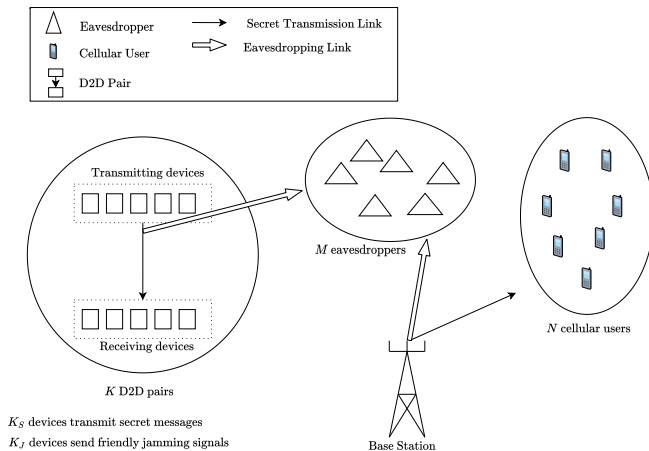 Eavesdropper
Secret Transmission Link
Cellular User
Eavesdropping Link
D2D Pair
Transmitting devices
M eavesdroppers
Receiving devices
N cellular users
K D2D pairs
K_S devices transmit secret messages
K_J devices send friendly jamming signals
Base Station